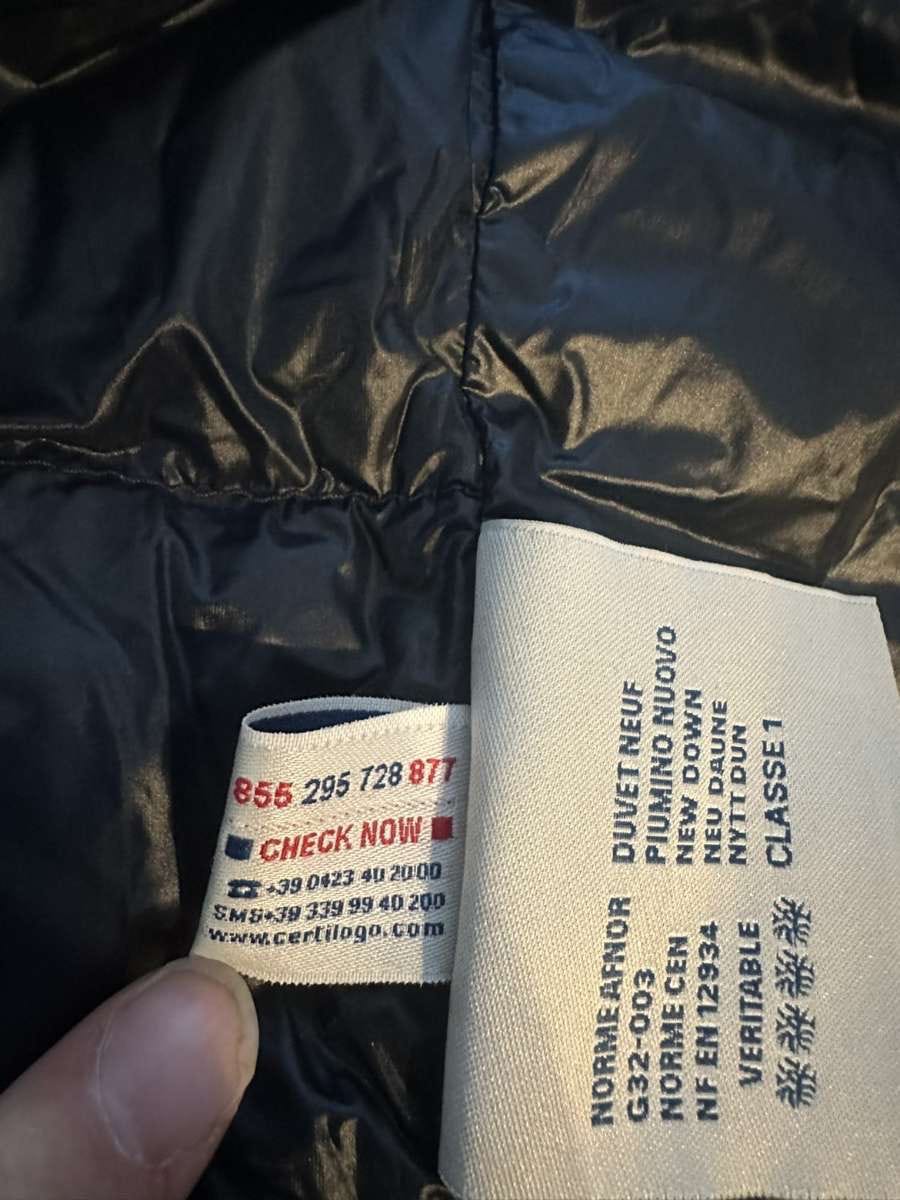 855 295 728 877
CHECK NOW
☎ +39 0423 40 20 00
SMS+39 339 99 40 200
www.certilogo.com
DUVET NEUF
PIUMINO NUOVO
NEW DOWN
NEU DAUNE
NYTT DUN
CLASSE 1
NORME AFNOR
G32-003
NORME CEN
NF EN 12934
VERITABLE